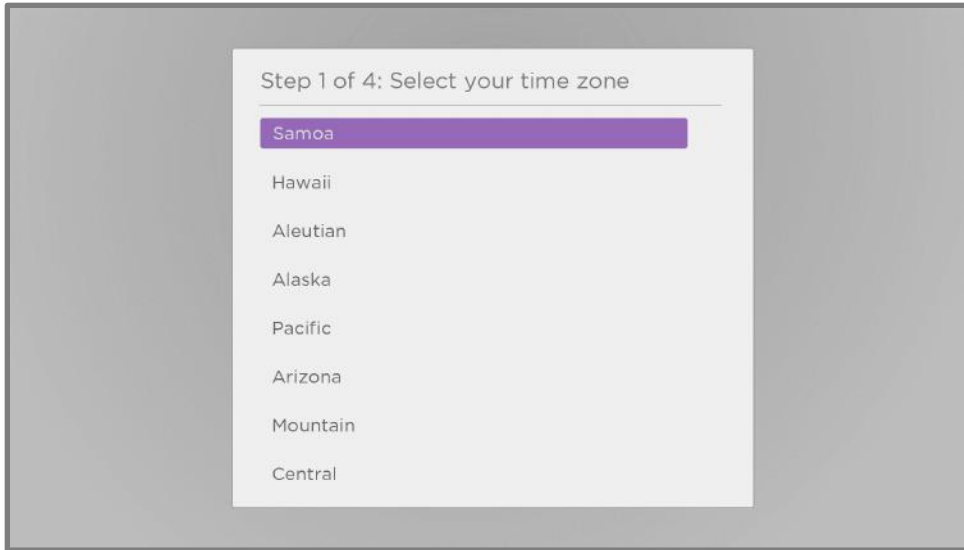 Step 1 of 4: Select your time zone
Samoa
Hawaii
Aleutian
Alaska
Pacific
Arizona
Mountain
Central